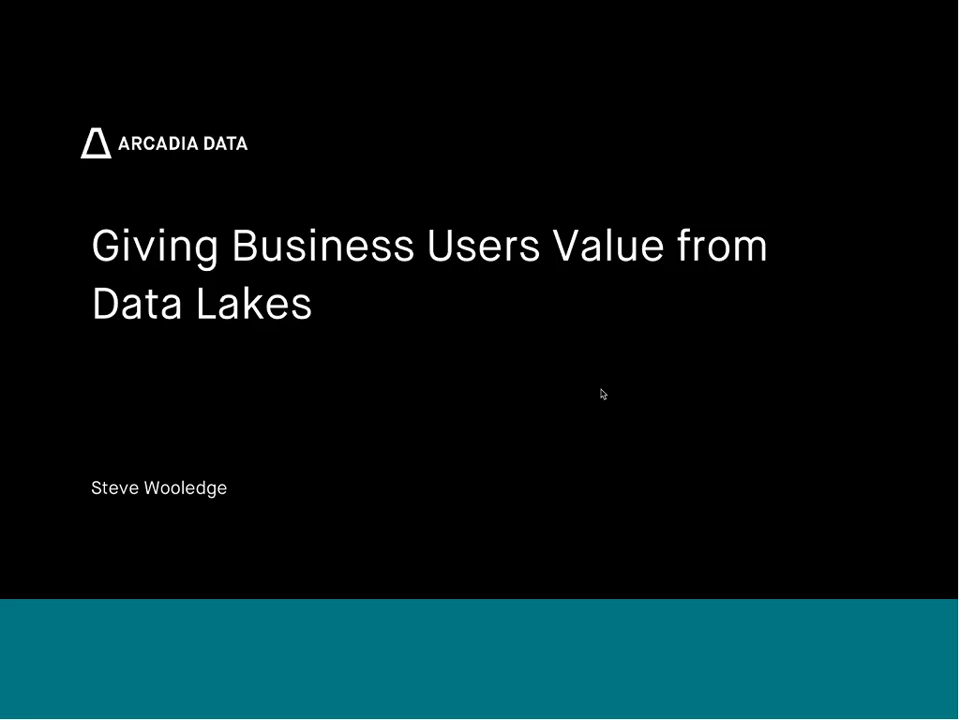 ARCADIA DATA
Giving Business Users Value from
Data Lakes
Steve Wooledge